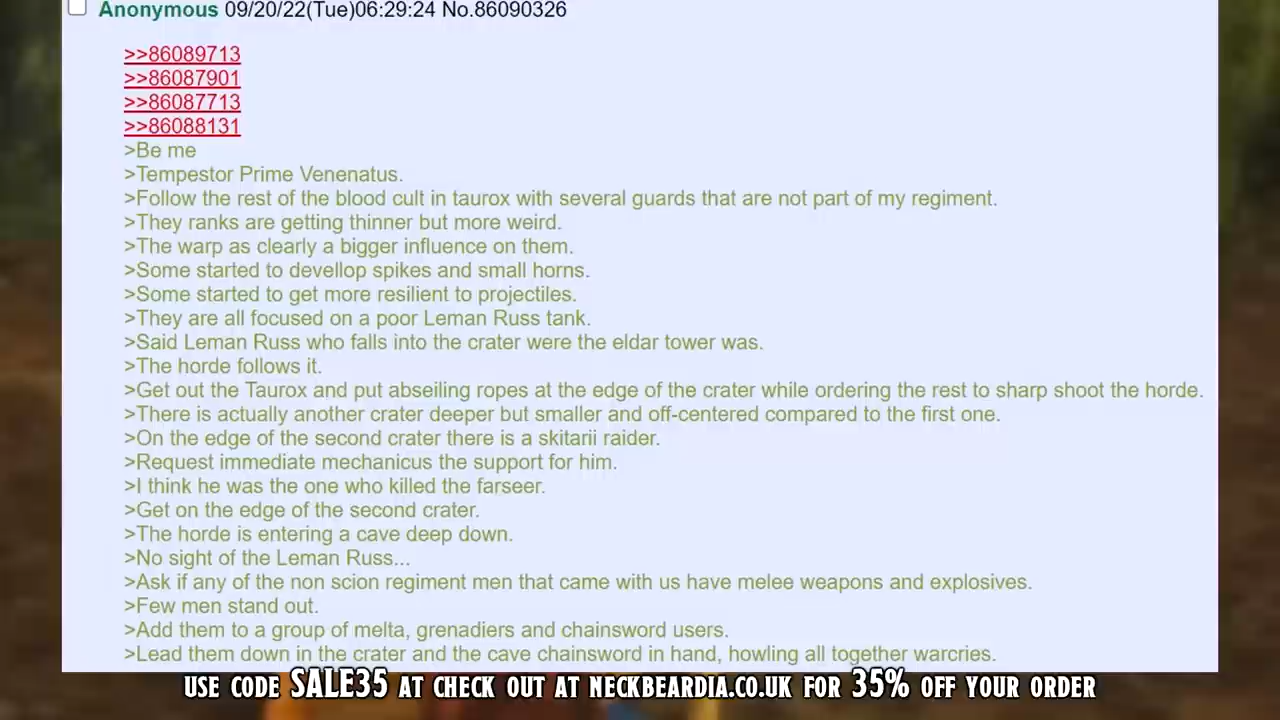 Anonymous 09/20/22(Tue)06:29:24 No.86090326
>>86089713
>>86087901
>>86087713
>>86088131
>Be me
>Tempestor Prime Venenatus.
>Follow the rest of the blood cult in taurox with several guards that are not part of my regiment.
>They ranks are getting thinner but more weird.
>The warp as clearly a bigger influence on them.
>Some started to devellop spikes and small horns.
>Some started to get more resilient to projectiles.
>They are all focused on a poor Leman Russ tank.
>Said Leman Russ who falls into the crater were the eldar tower was.
>The horde follows it.
>Get out the Taurox and put abseiling ropes at the edge of the crater while ordering the rest to sharp shoot the horde.
>There is actually another crater deeper but smaller and off-centered compared to the first one.
>On the edge of the second crater there is a skitarii raider.
>Request immediate mechanicus the support for him.
>I think he was the one who killed the farseer.
>Get on the edge of the second crater.
>The horde is entering a cave deep down.
>No sight of the Leman Russ...
>Ask if any of the non scion regiment men that came with us have melee weapons and explosives.
>Few men stand out.
>Add them to a group of melta, grenadiers and chainsword users.
>Lead them down in the crater and the cave chainsword in hand, howling all together warcries.
USE CODE SALE35 AT CHECK OUT AT NECKBEARDIA.CO.UK FOR 35% OFF YOUR ORDER